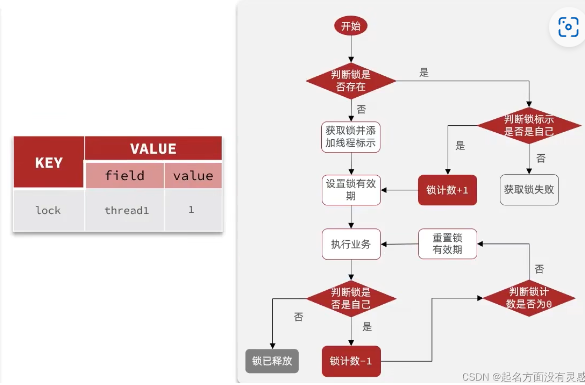 KEY
VALUE
field
value
lock
thread1
1
开始
判断锁是
否存在
是
否
获取锁并添
加线程标示
判断锁标示
是否是自己
是
否
设置锁有效
期
锁计数+1
获取锁失败
执行业务
重置锁
有效期
判断锁是
否是自己
否
是
否
判断锁计
数是否为0
锁已释放
锁计数-1
CSDN @起名方面没有灵感